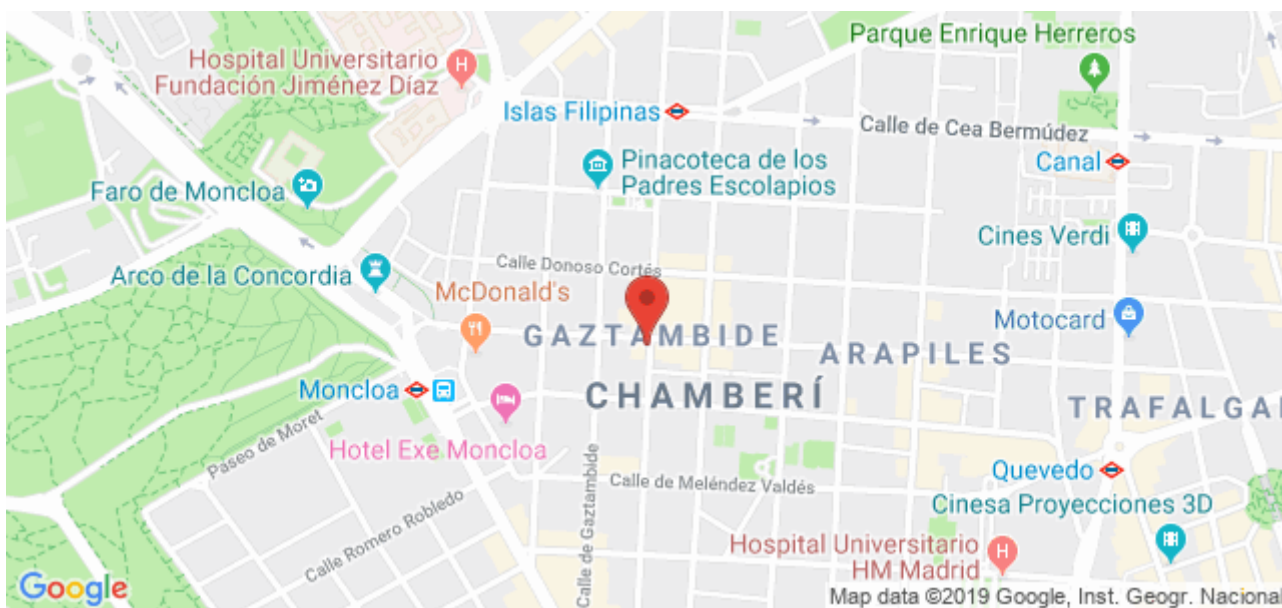 Parque Enrique Herreros
Hospital Universitario
Fundación Jiménez Díaz
H
Islas Filipinas
Calle de Cea Bermúdez
Pinacoteca de los
Padres Escolapios
Canal
Faro de Moncloa
Cines Verdi
Arco de la Concordia
Calle Donoso Cortés
McDonald's
Motocard
GAZTAMBIDE
ARAPILES
Moncloa
CHAMBERÍ
TRAFALGAR
Hotel Exe Moncloa
Paseo de Moret
Quevedo
Calle de Meléndez Valdés
Calle de Gaztambide
Cinesa Proyecciones 3D
Calle Romero Robledo
Hospital Universitario
HM Madrid
H
Google
Map data ©2019 Google, Inst. Geogr. Naciona